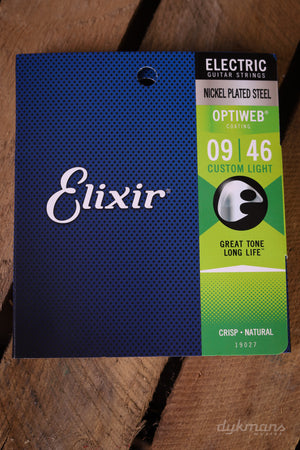 ELECTRIC
GUITAR STRINGS
NICKEL PLATED STEEL
OPTIWEB®
COATING
09 | 46
CUSTOM LIGHT
Elixir®
GREAT TONE
LONG LIFE™
CRISP • NATURAL
19027
dykmans